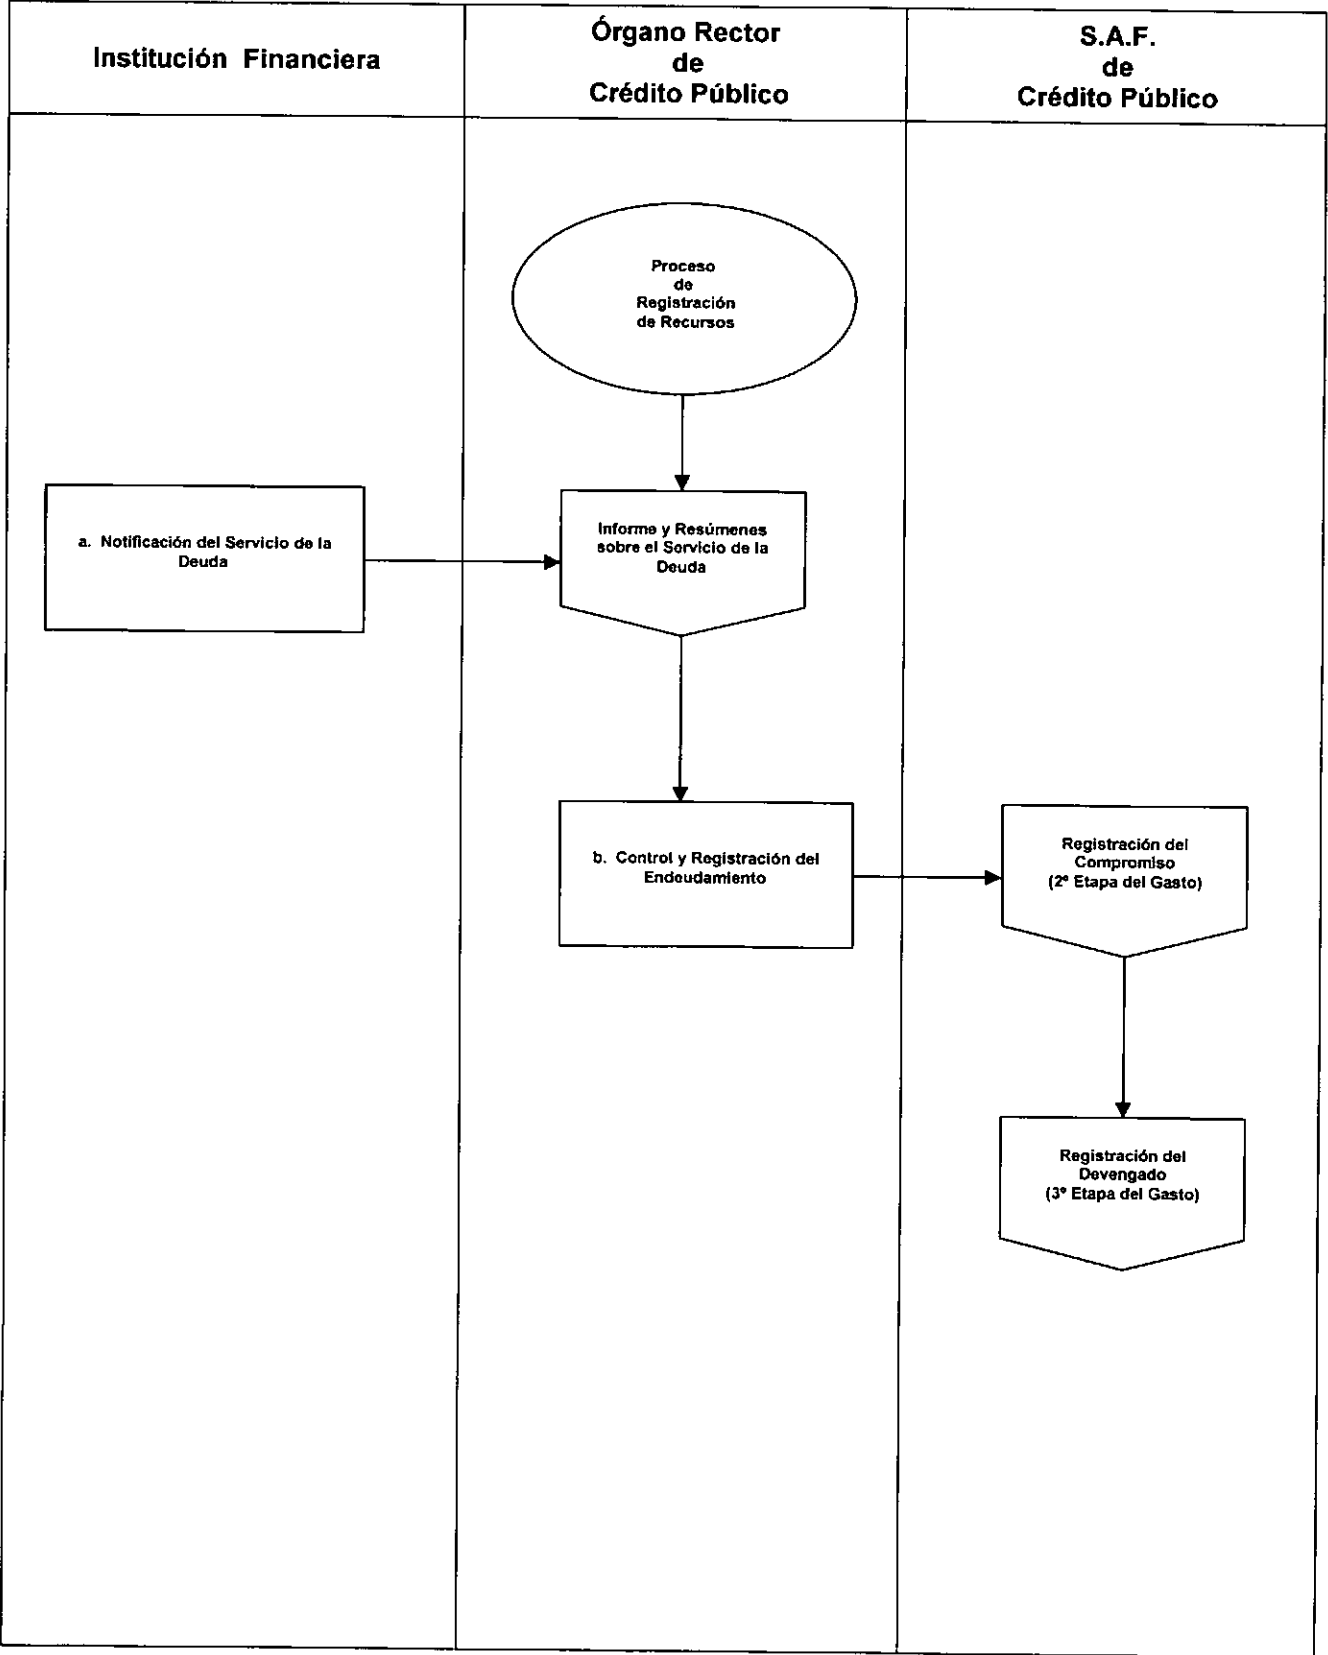 Institución Financiera
Órgano Rector
de
Crédito Público
S.A.F.
de
Crédito Público
Proceso
de
Registración
de Recursos
a. Notificación del Servicio de la
Deuda
Informe y Resúmenes
sobre el Servicio de la
Deuda
b. Control y Registración del
Endeudamiento
Registración del
Compromiso
(2º Etapa del Gasto)
Registración del
Devengado
(3º Etapa del Gasto)